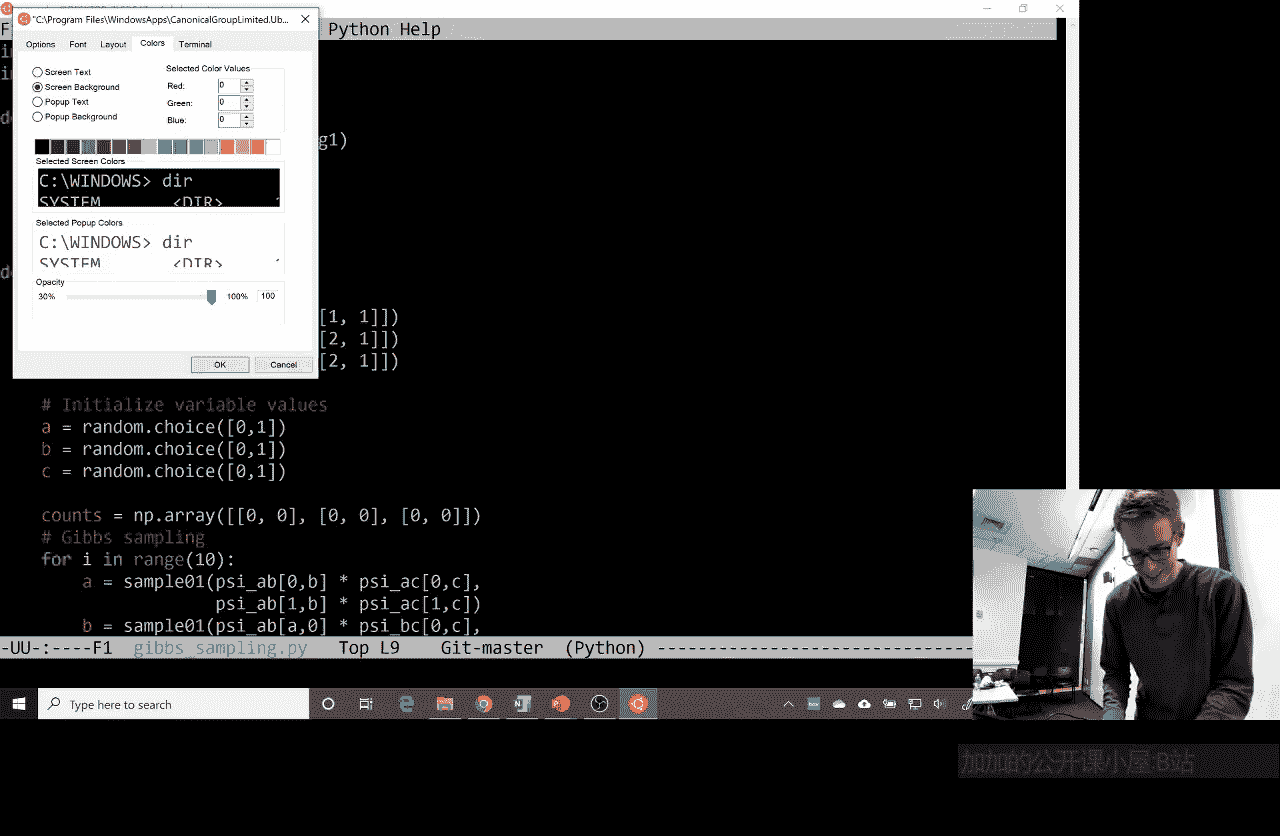 "C:\Program Files\WindowsApps\CanonicalGroupLimited.Ub...
Options Font Layout Colors Terminal
Screen Text
Screen Background
Popup Text
Popup Background
Selected Color Values
Red: 0
Green: 0
Blue: 0
Selected Screen Colors
C:\WINDOWS> dir
SYSTEM <DIR>
Selected Popup Colors
C:\WINDOWS> dir
SYSTEM <DIR>
Opacity
30% 100% 100
OK Cancel
Python Help
g1)
[1, 1]])
[2, 1]])
[2, 1]])
# Initialize variable values
a = random.choice([0,1])
b = random.choice([0,1])
c = random.choice([0,1])
counts = np.array([[0, 0], [0, 0], [0, 0]])
# Gibbs sampling
for i in range(10):
a = sample01(psi_ab[0,b] * psi_ac[0,c],
psi_ab[1,b] * psi_ac[1,c])
b = sample01(psi_ab[a,0] * psi_bc[0,c],
-UU-:----F1 gibbs_sampling.py Top L9 Git-master (Python) -------------------------------
Type here to search
加加的公开课小屋B站